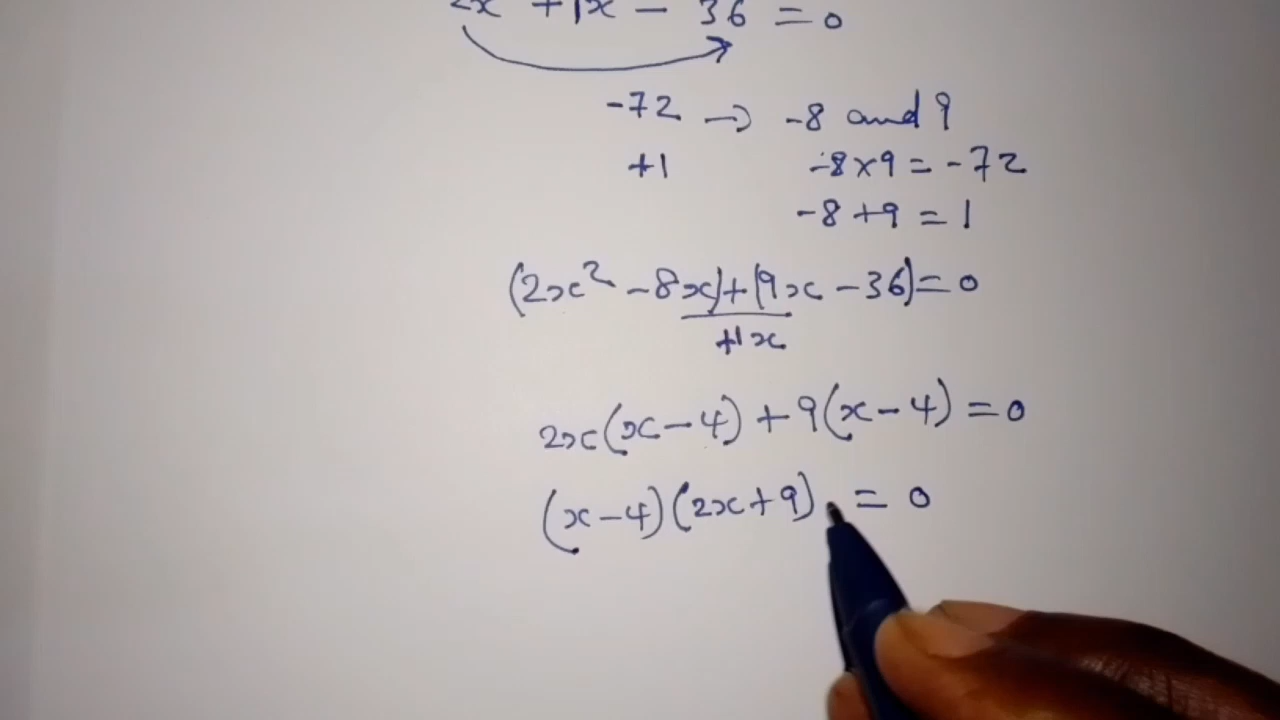 2x +1x - 36 = 0
-72 → -8 and 9
+1 -8×9 = -72
-8+9 = 1
(2x² - 8x)+(9x - 36) = 0
+1x
2x(x-4) + 9(x-4) = 0
(x-4)(2x+9) = 0